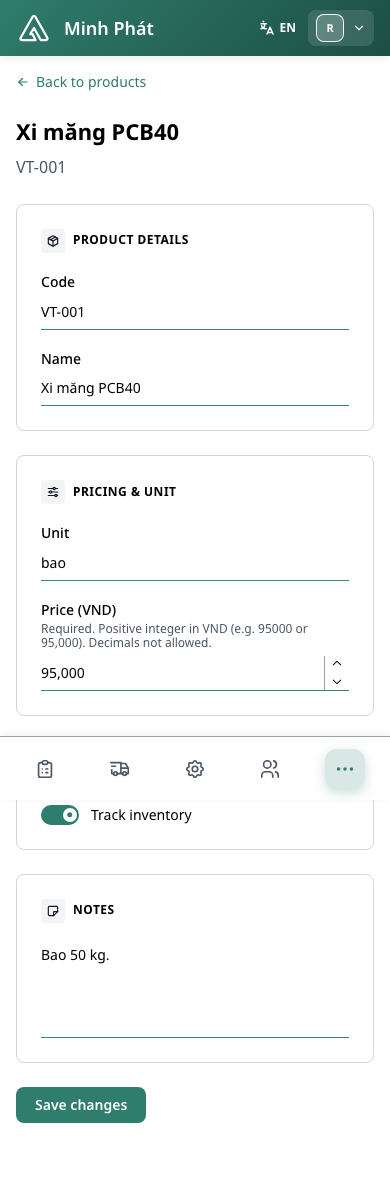 Minh Phát
EN
R
Back to products
Xi măng PCB40
VT-001
PRODUCT DETAILS
Code
VT-001
Name
Xi măng PCB40
PRICING & UNIT
Unit
bao
Price (VND)
Required. Positive integer in VND (e.g. 95000 or
95,000). Decimals not allowed.
95,000
Track inventory
NOTES
Bao 50 kg.
Save changes